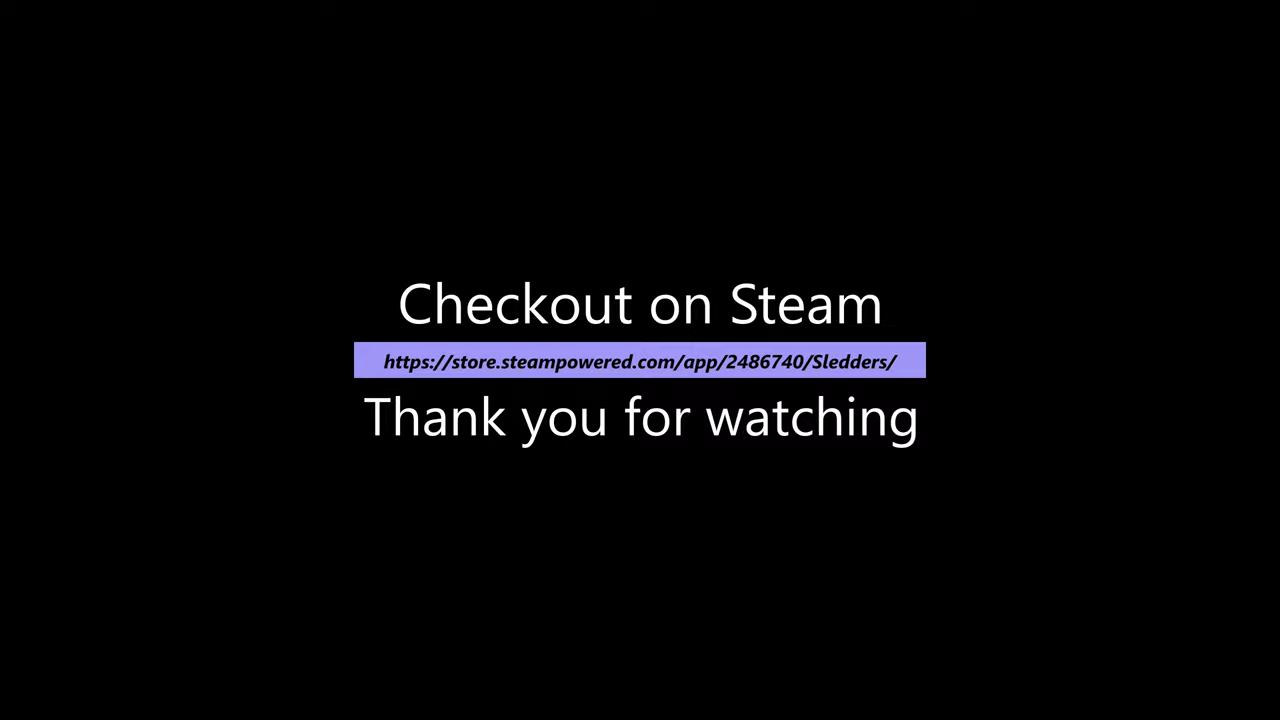 Checkout on Steam
https://store.steampowered.com/app/2486740/Sledders/
Thank you for watching